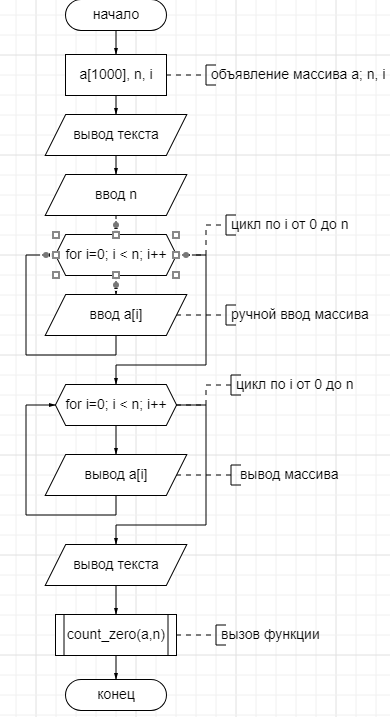 начало
a[1000], n, i
объявление массива a; n, i
вывод текста
ввод n
цикл по i от 0 до n
for i=0; i < n; i++
ввод a[i]
ручной ввод массива
цикл по i от 0 до n
for i=0; i < n; i++
вывод a[i]
вывод массива
вывод текста
count_zero(a,n)
вызов функции
конец